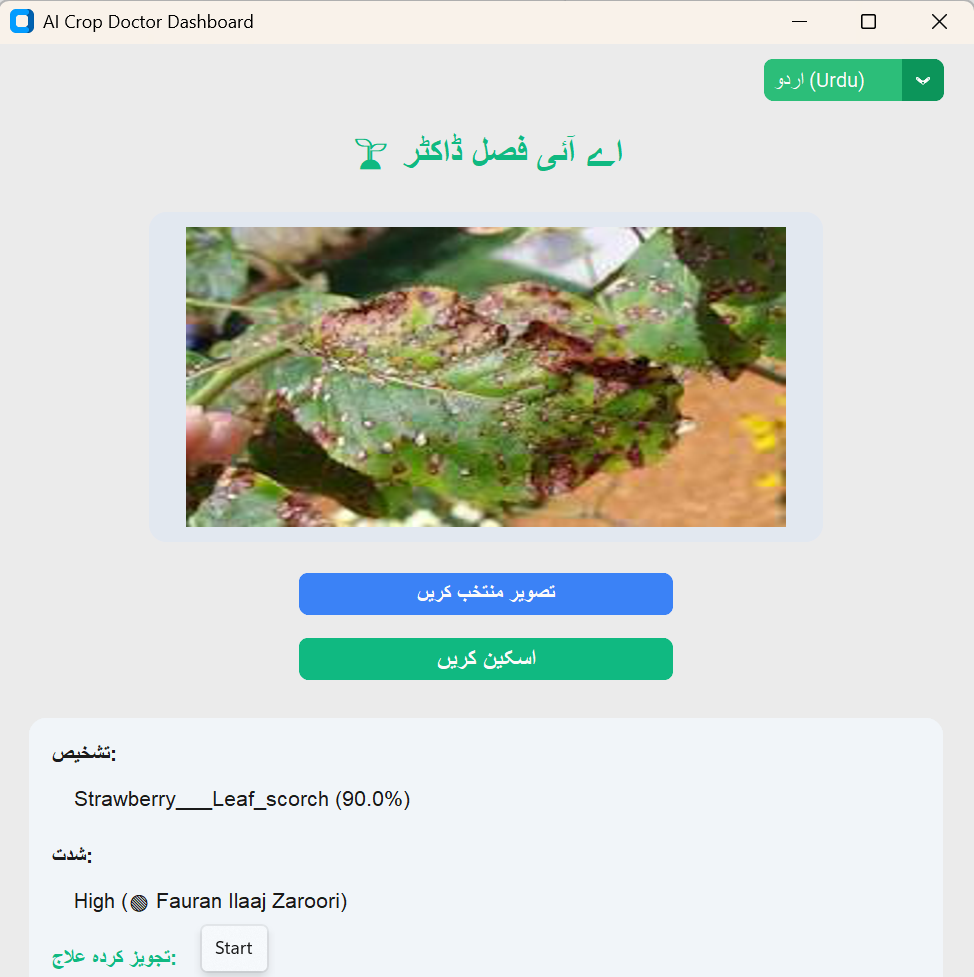 AI Crop Doctor Dashboard
اردو (Urdu)
اے آئی فصل ڈاکٹر
تصویر منتخب کریں
اسکین کریں
تشخیص:
Strawberry___Leaf_scorch (90.0%)
شدت:
High (Fauran Ilaaj Zaroori)
تجویز کردہ علاج:
Start